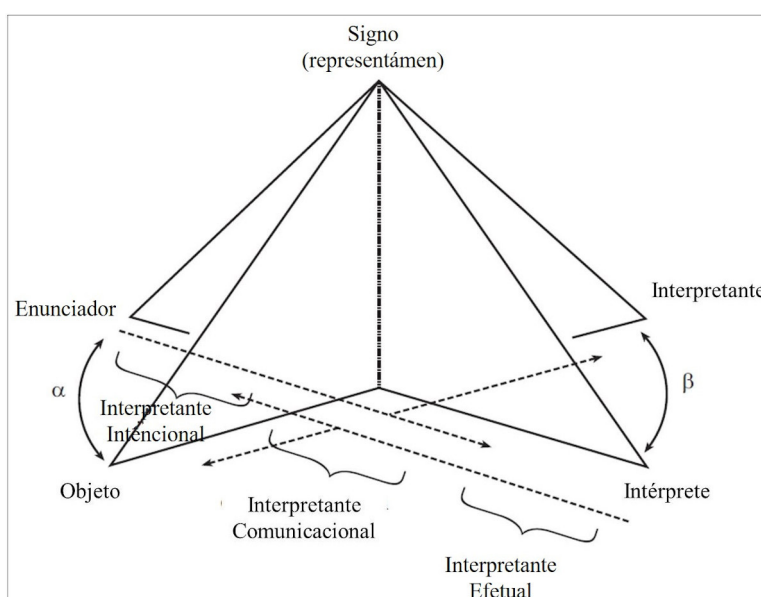 Signo
(representámen)
Enunciador
Interpretante
α
β
Interpretante
Intencional
Objeto
Intérprete
Interpretante
Comunicacional
Interpretante
Efetual